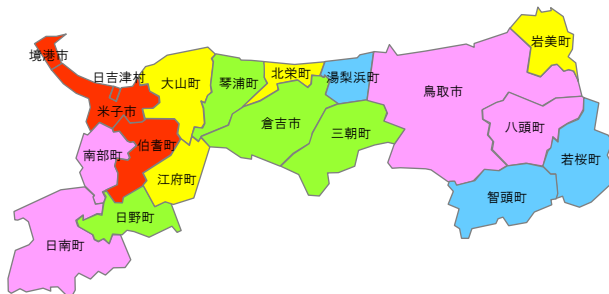 岩美町
境港市
日吉津村
大山町
琴浦町
北栄町
湯梨浜町
鳥取市
米子市
倉吉市
三朝町
八頭町
伯耆町
南部町
若桜町
江府町
智頭町
日野町
日南町